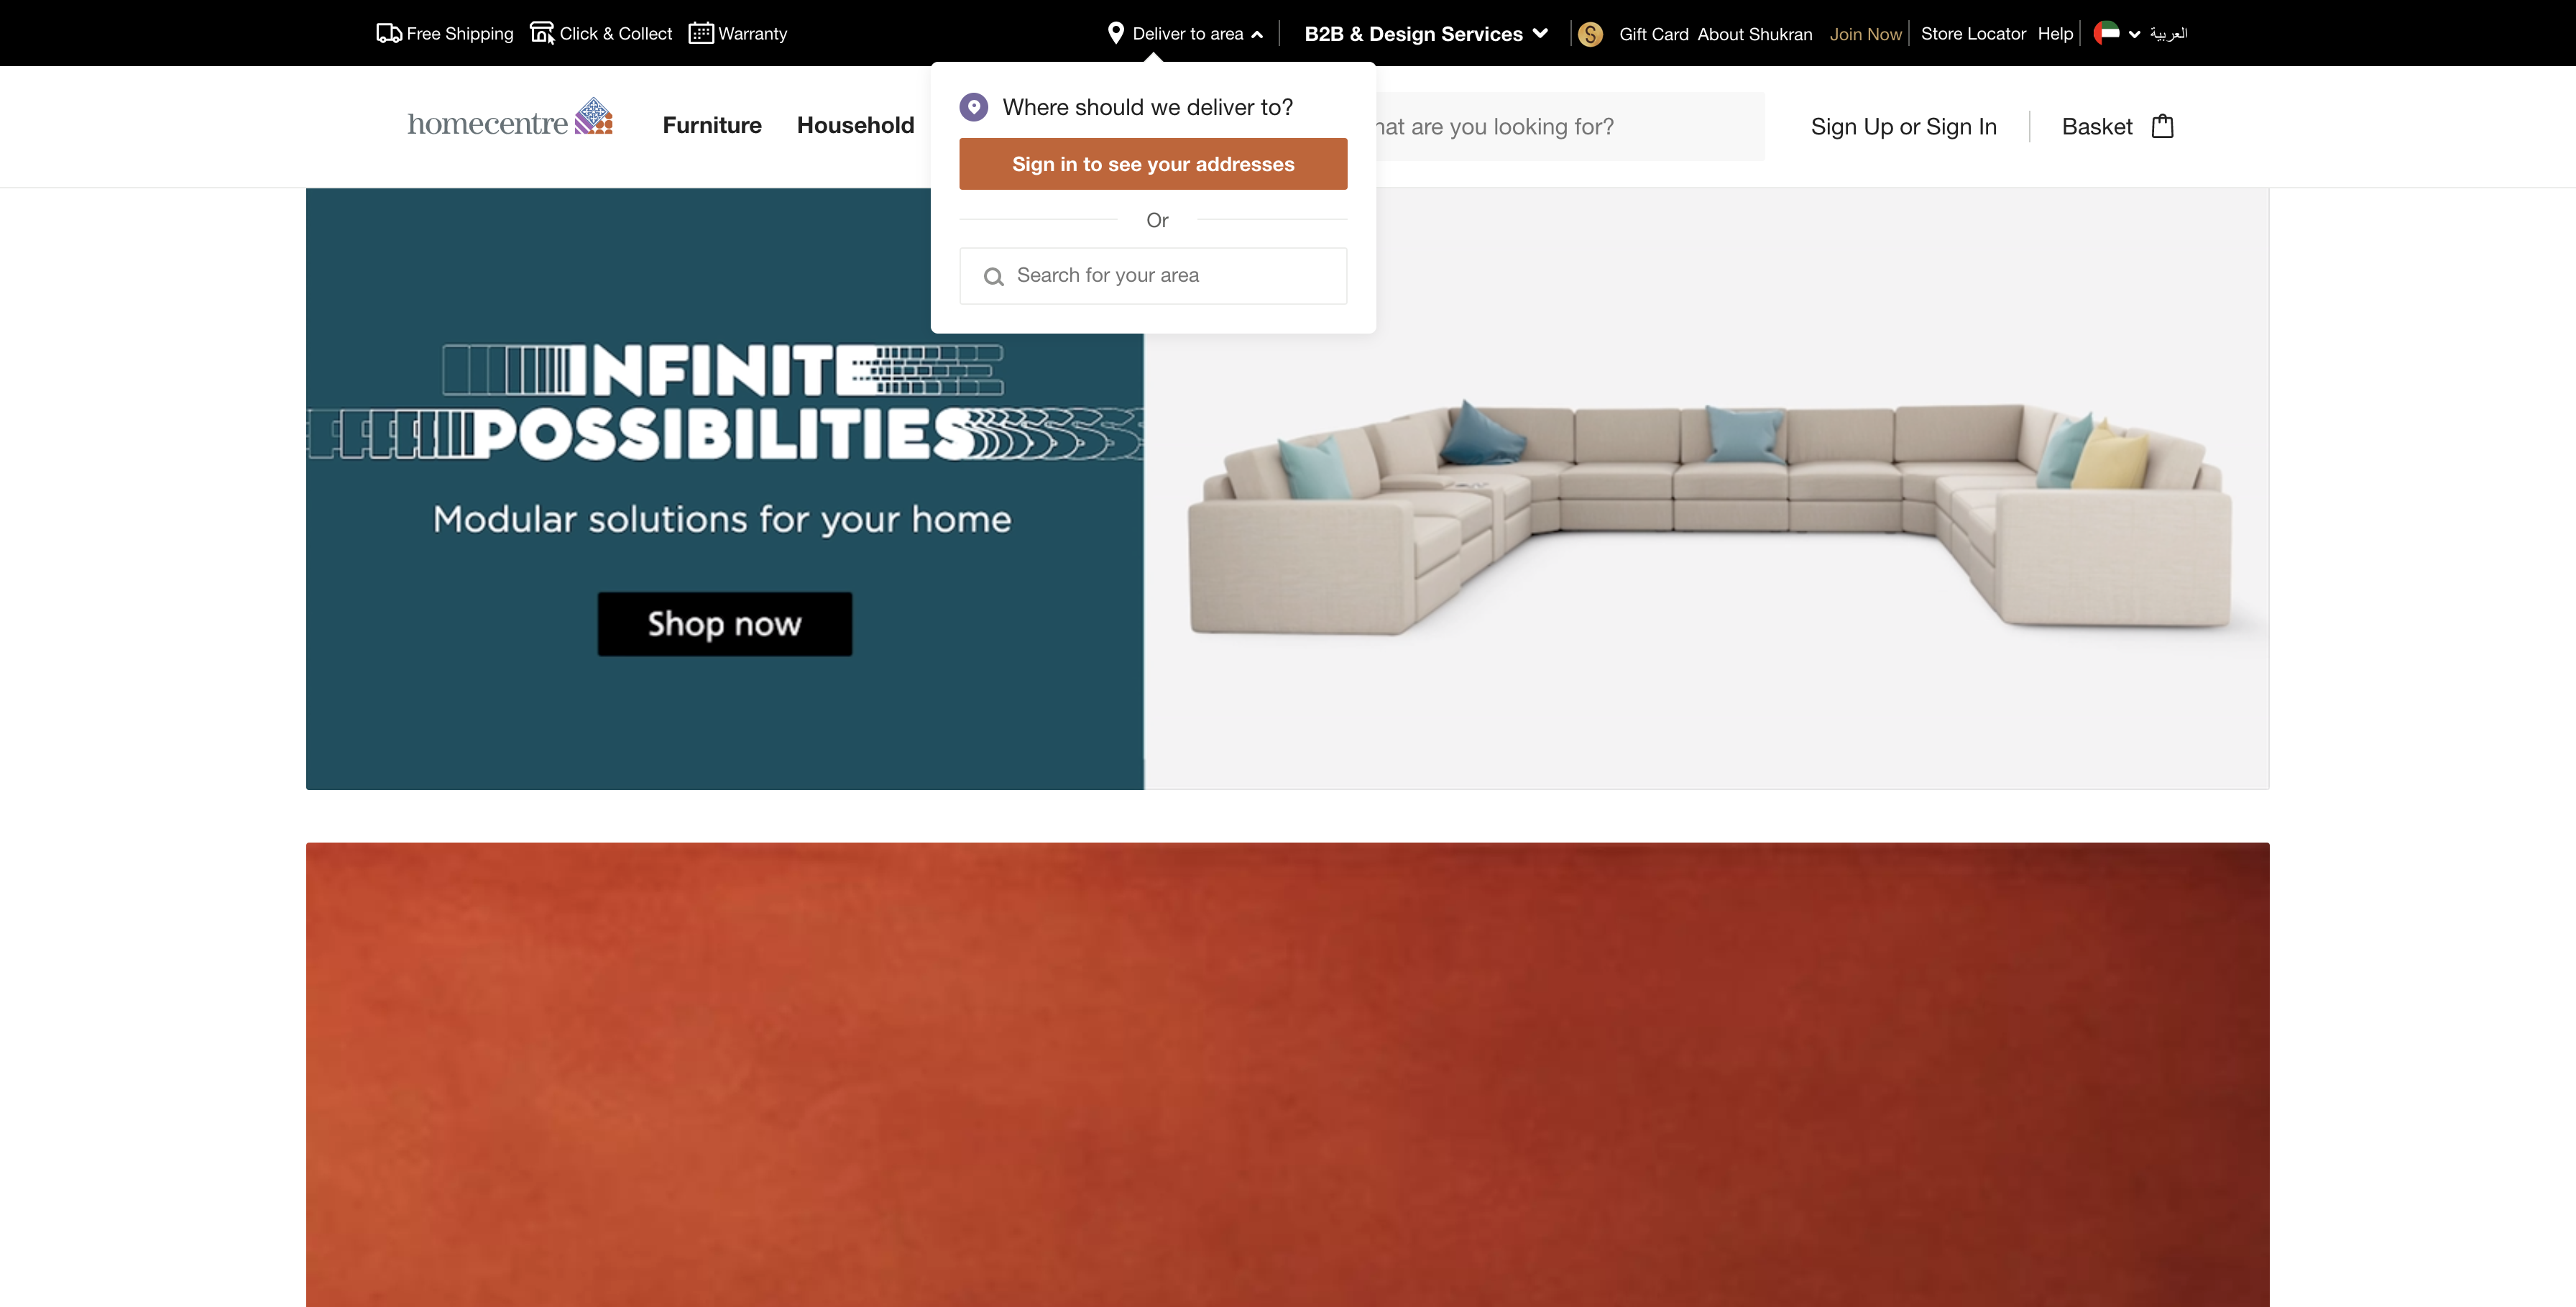 Free Shipping Click & Collect Warranty Deliver to area B2B & Design Services Gift Card About Shukran Join Now Store Locator Help العربية
homecentre Furniture Household are you looking for? Sign Up or Sign In Basket
Where should we deliver to?
Sign in to see your addresses
Or
Search for your area
INFINITE
POSSIBILITIES
Modular solutions for your home
Shop now